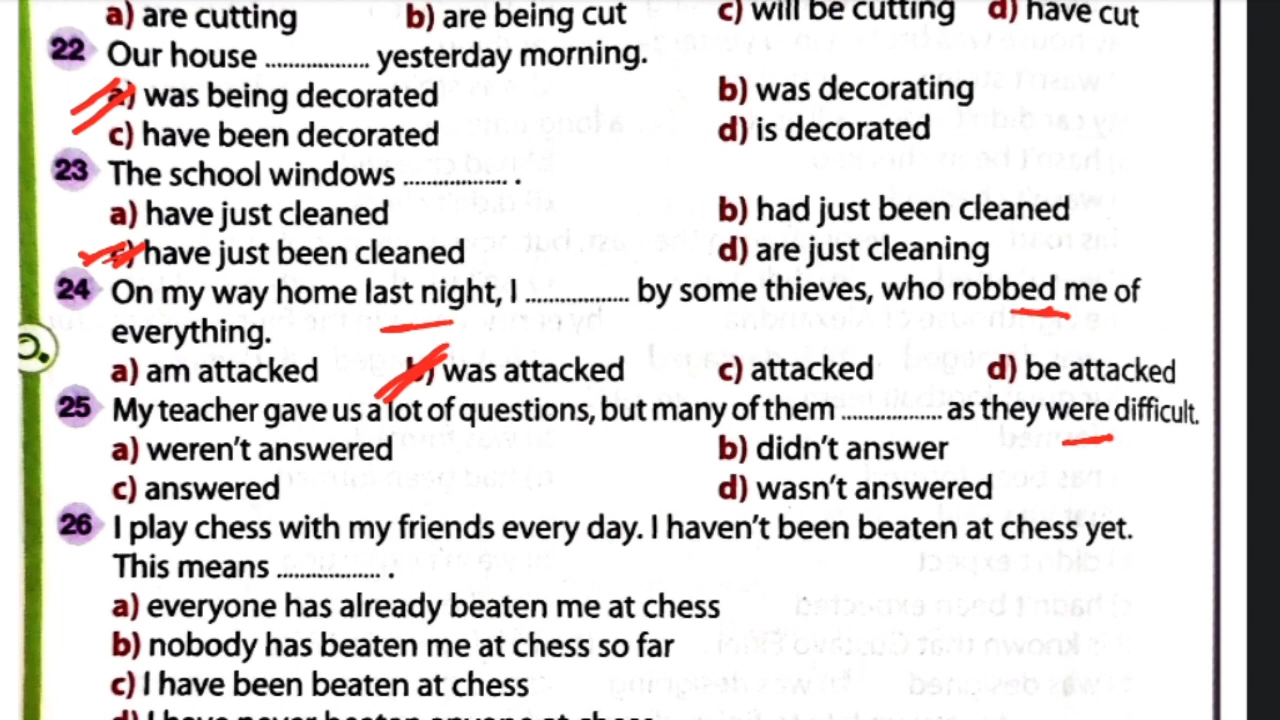 a) are cutting b) are being cut c) will be cutting d) have cut
22 Our house .................. yesterday morning.
a) was being decorated b) was decorating
c) have been decorated d) is decorated
23 The school windows .................. .
a) have just cleaned b) had just been cleaned
c) have just been cleaned d) are just cleaning
24 On my way home last night, I .................. by some thieves, who robbed me of
everything.
a) am attacked b) was attacked c) attacked d) be attacked
25 My teacher gave us a lot of questions, but many of them .................. as they were difficult.
a) weren't answered b) didn't answer
c) answered d) wasn't answered
26 I play chess with my friends every day. I haven't been beaten at chess yet.
This means .................. .
a) everyone has already beaten me at chess
b) nobody has beaten me at chess so far
c) I have been beaten at chess
d) I have never beaten anyone at chess